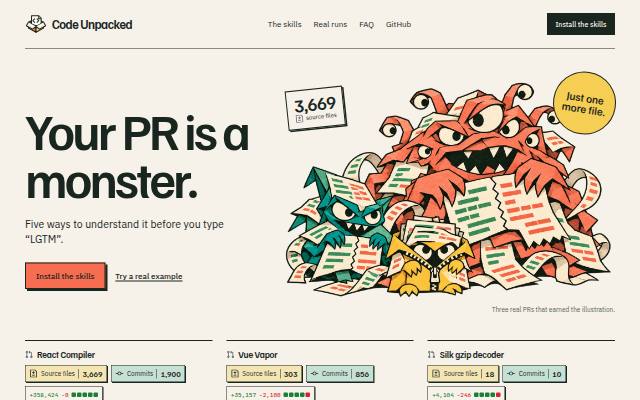 Code Unpacked
The skills
Real runs
FAQ
GitHub
Install the skills
3,669
source files
Just one
more file.
Your PR is a
monster.
Five ways to understand it before you type
“LGTM”.
Install the skills
Try a real example
Three real PRs that earned the illustration.
React Compiler
Source files 3,669
Commits 1,900
+358,424 -0
Vue Vapor
Source files 303
Commits 856
+35,157 -2,108
Silk gzip decoder
Source files 18
Commits 10
+4,104 -246